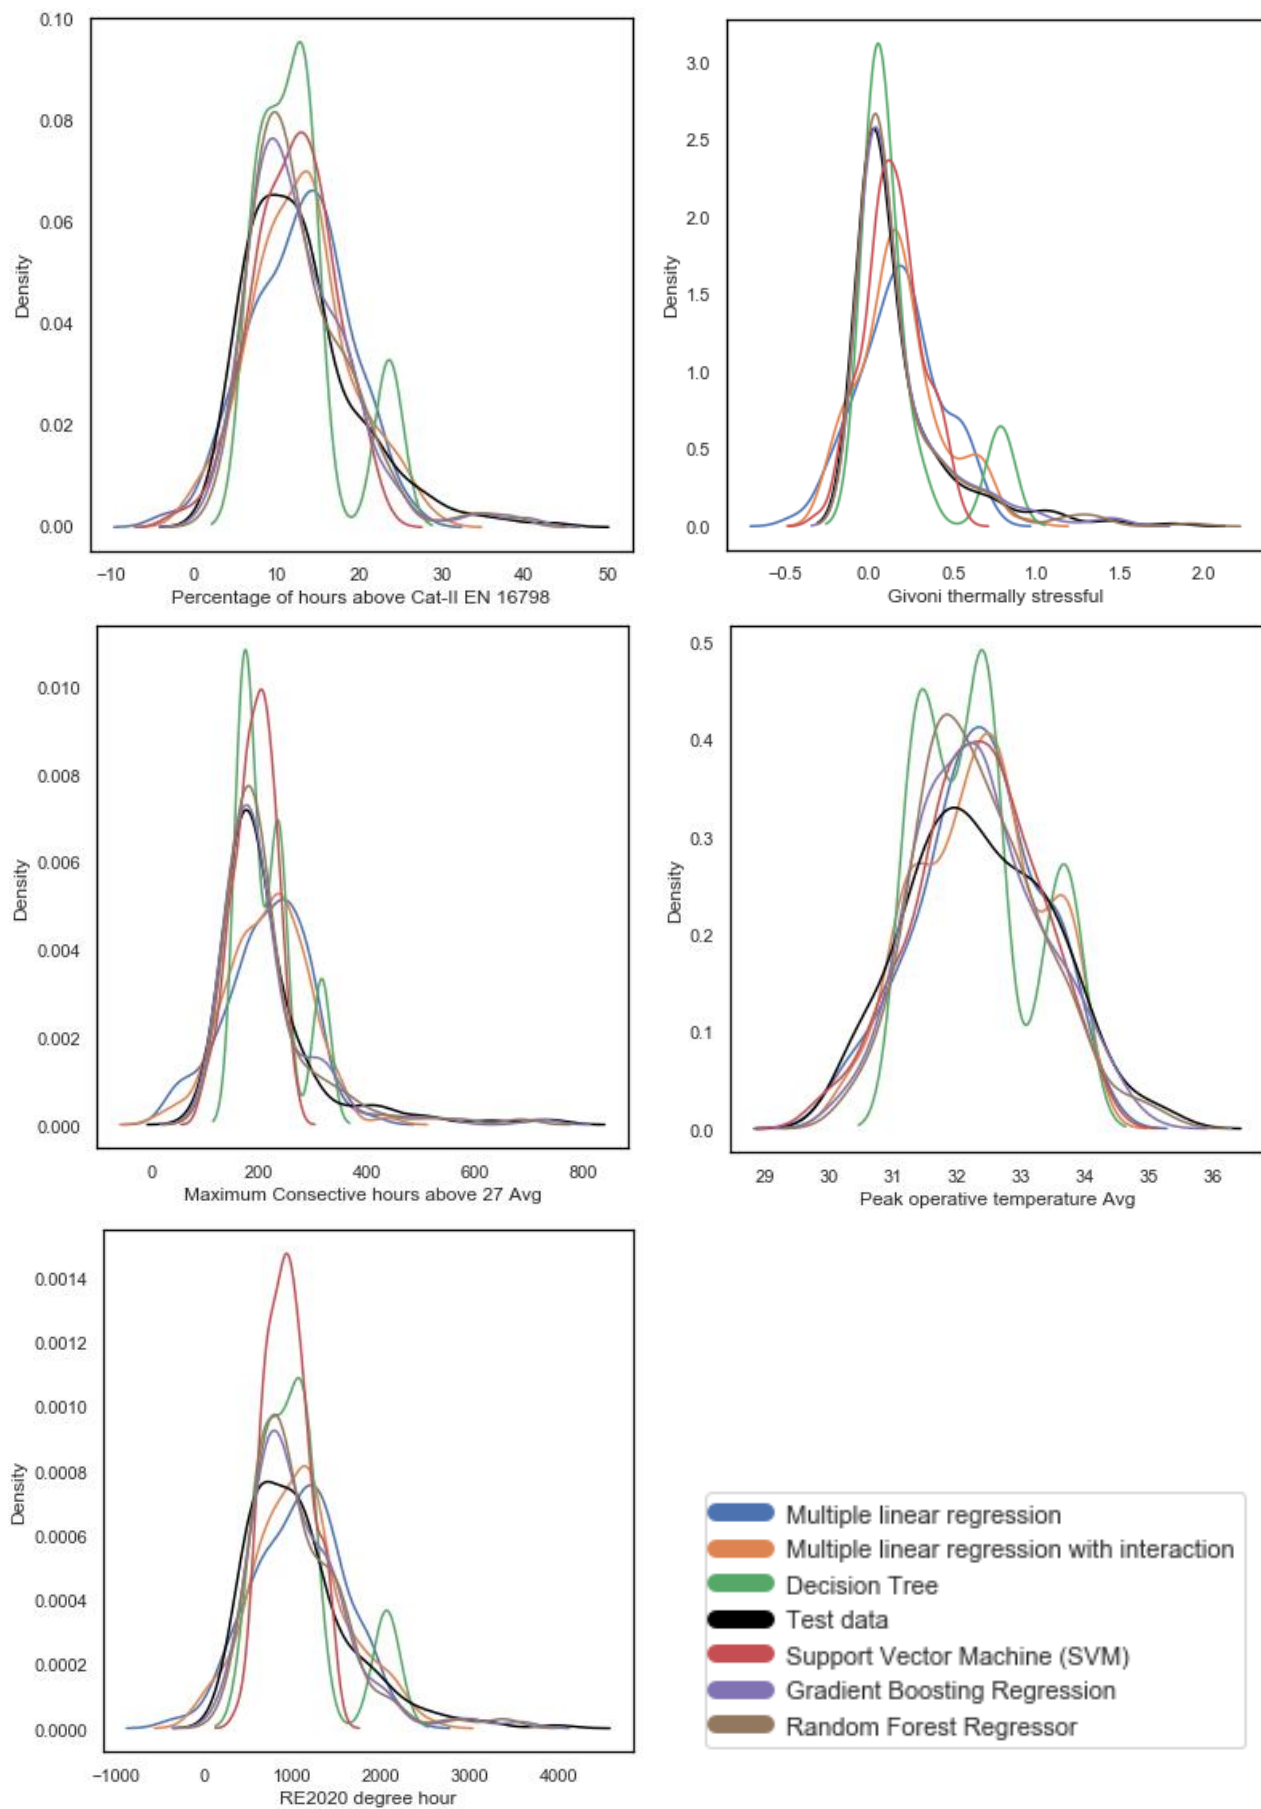 0.10
0.08
0.06
0.04
0.02
0.00
Density
−10 0 10 20 30 40 50
Percentage of hours above Cat-II EN 16798
3.0
2.5
2.0
1.5
1.0
0.5
0.0
Density
−0.5 0.0 0.5 1.0 1.5 2.0
Givoni thermally stressful
0.010
0.008
0.006
0.004
0.002
0.000
Density
0 200 400 600 800
Maximum Consective hours above 27 Avg
0.5
0.4
0.3
0.2
0.1
0.0
Density
29 30 31 32 33 34 35 36
Peak operative temperature Avg
0.0014
0.0012
0.0010
0.0008
0.0006
0.0004
0.0002
0.0000
Density
−1000 0 1000 2000 3000 4000
RE2020 degree hour
Multiple linear regression
Multiple linear regression with interaction
Decision Tree
Test data
Support Vector Machine (SVM)
Gradient Boosting Regression
Random Forest Regressor